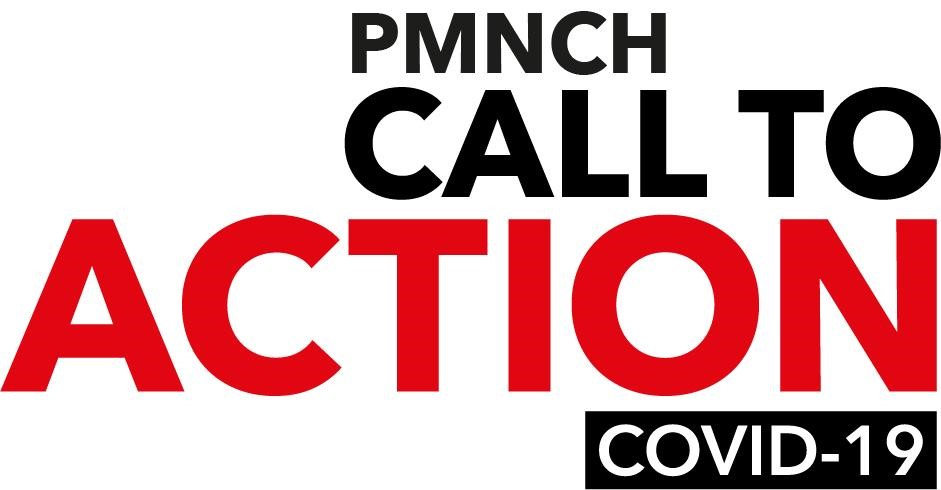 PMNCH
CALL TO
ACTION
COVID-19